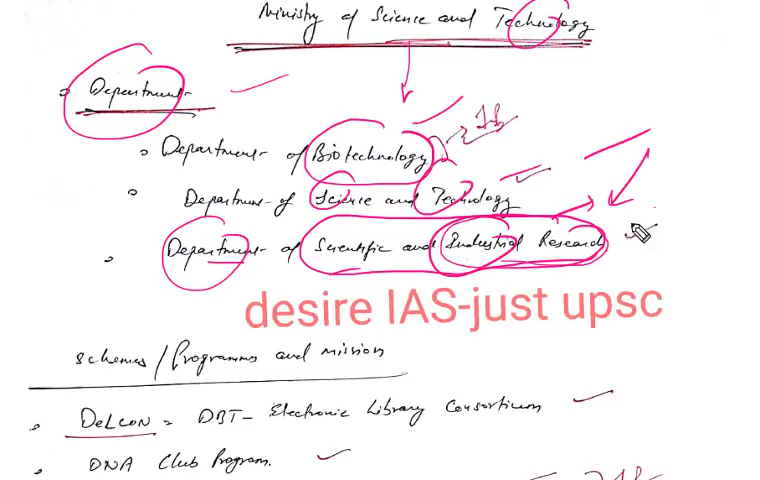 Ministry of Science and Technology
Department
Department of Biotechnology
Department of Science and Technology
Department of Scientific and Industrial Research
desire IAS-just upsc
Schemes/Programms and mission
DeLCON = DBT- Electronic Library Consortium
DNA Club Program.